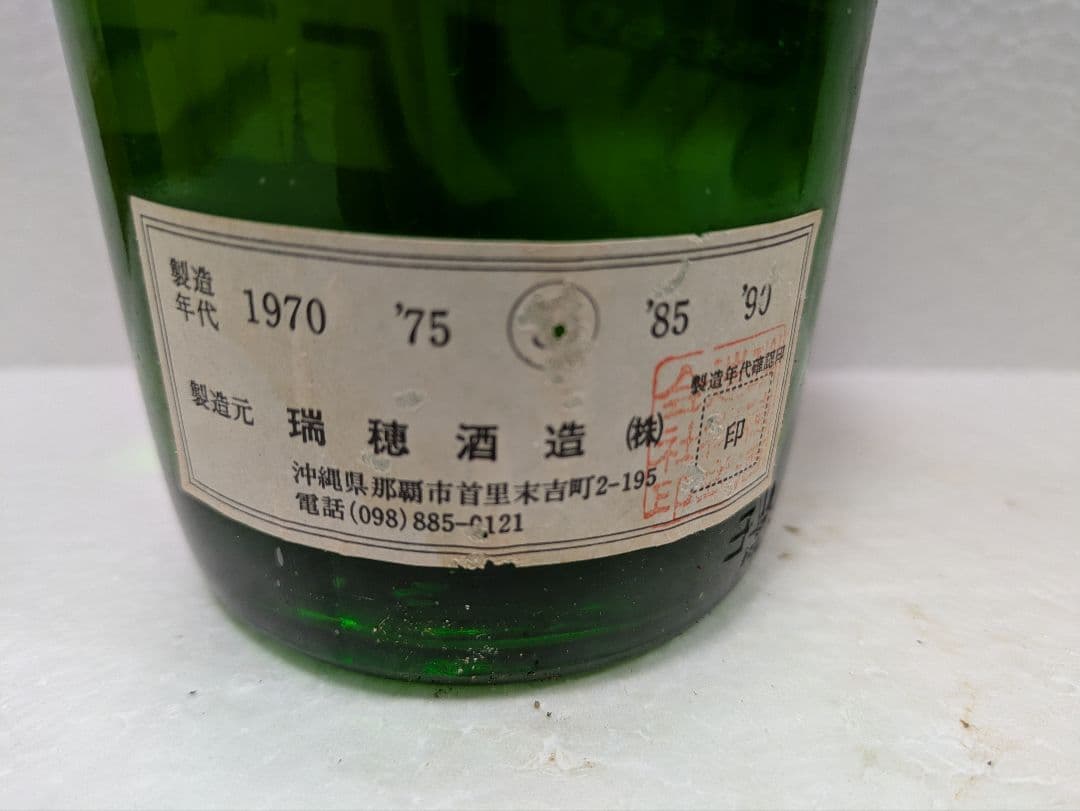 製造
年代 1970 '75 '85 '90
製造年代確認印
印
製造元 瑞穂酒造㈱
沖縄県那覇市首里末吉町2-195
電話(098)885-0121